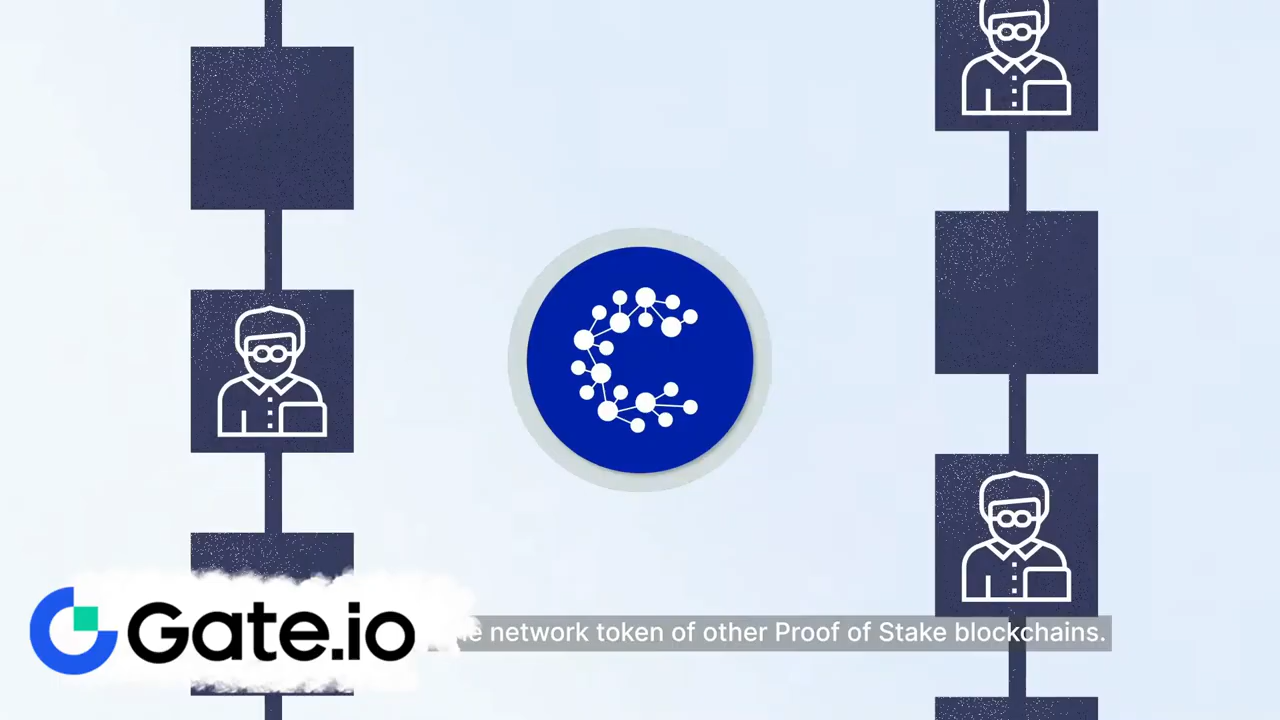 Gate.io
network token of other Proof of Stake blockchains.